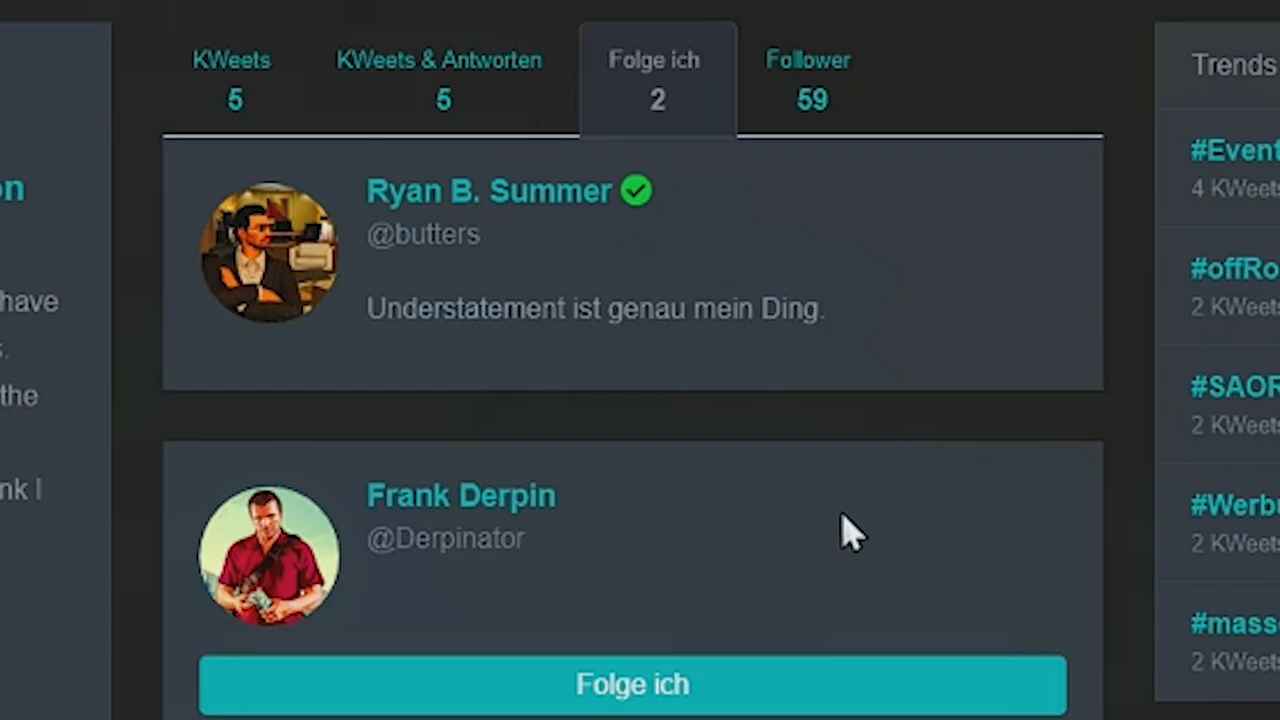 KWeets
5
KWeets & Antworten
5
Folge ich
2
Follower
59
on
have
s.
the
nk I
Ryan B. Summer
@butters
Understatement ist genau mein Ding.
Frank Derpin
@Derpinator
Folge ich
Trends
#Event
4 KWeets
#offRo
2 KWeets
#SAOR
2 KWeets
#Werbu
2 KWeets
#masse
2 KWeets